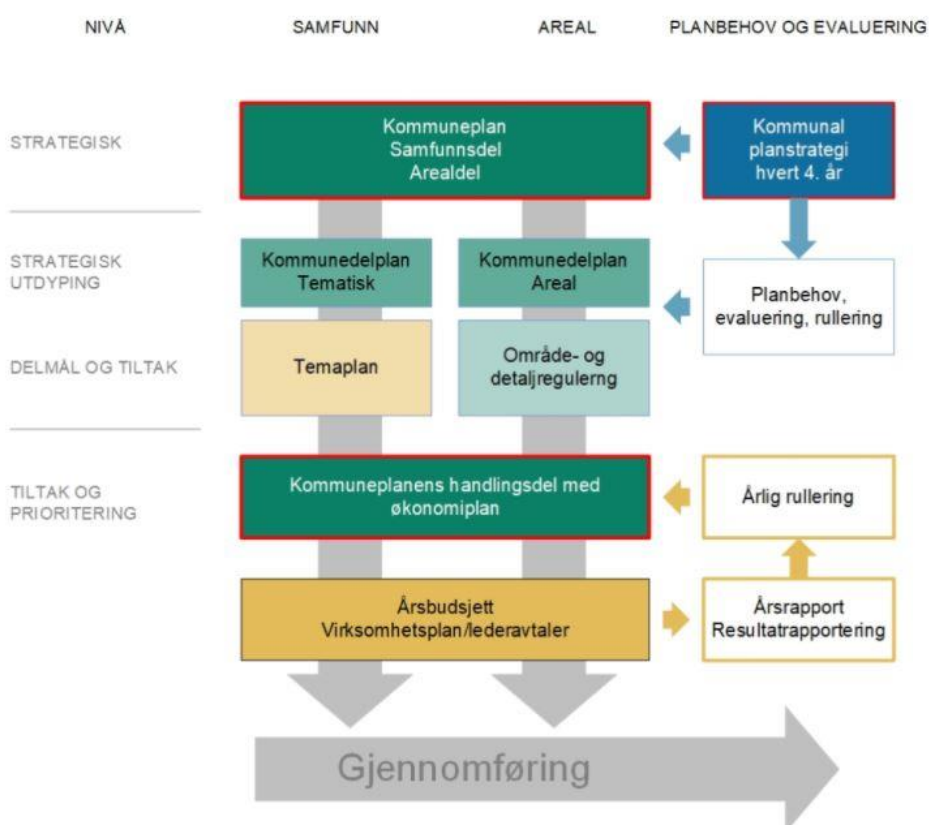 NIVÅ
SAMFUNN
AREAL
PLANBEHOV OG EVALUERING
STRATEGISK
Kommuneplan
Samfunnsdel
Arealdel
Kommunal
planstrategi
hvert 4. år
STRATEGISK
UTDYPING
Kommunedelplan
Tematisk
Kommunedelplan
Areal
Planbehov,
evaluering, rullering
DELMÅL OG TILTAK
Temaplan
Område- og
detaljregulerng
TILTAK OG
PRIORITERING
Kommuneplanens handlingsdel med
økonomiplan
Årlig rullering
Årsbudsjett
Virksomhetsplan/lederavtaler
Årsrapport
Resultatrapportering
Gjennomføring